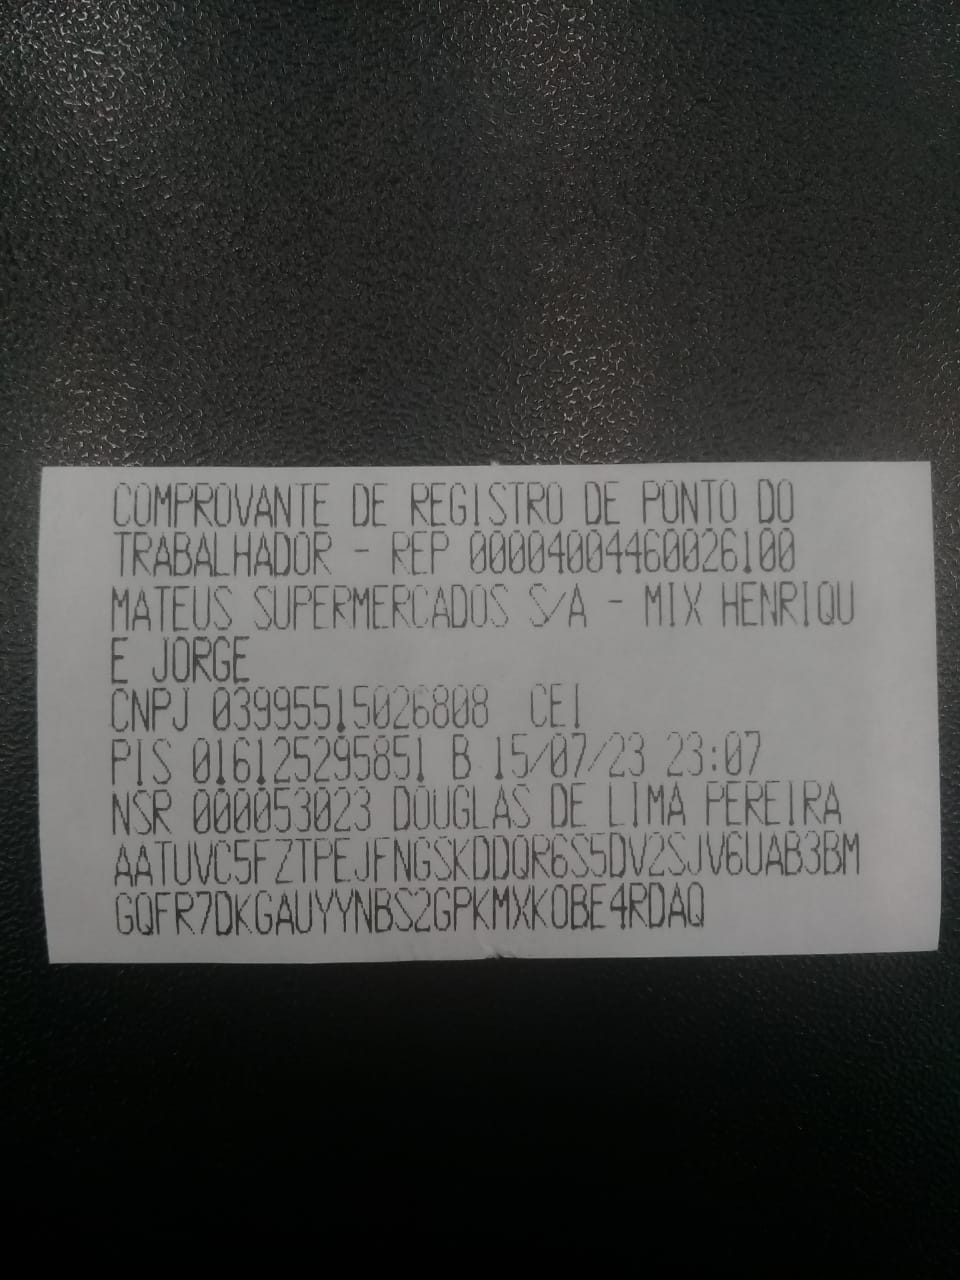 COMPROVANTE DE REGISTRO DE PONTO DO
TRABALHADOR - REP 00004004460026100
MATEUS SUPERMERCADOS S/A - MIX HENRIQU
E JORGE
CNPJ 03995515026808 CEI
PIS 016125295851 B 15/07/23 23:07
NSR 000053023 DOUGLAS DE LIMA PEREIRA
AATUVC5FZTPEJFNGSKDDQR6S5DV2SJV6UAB3BM
GQFR7DKGAUYYNBS2GPKMXKOBE4RDAQ